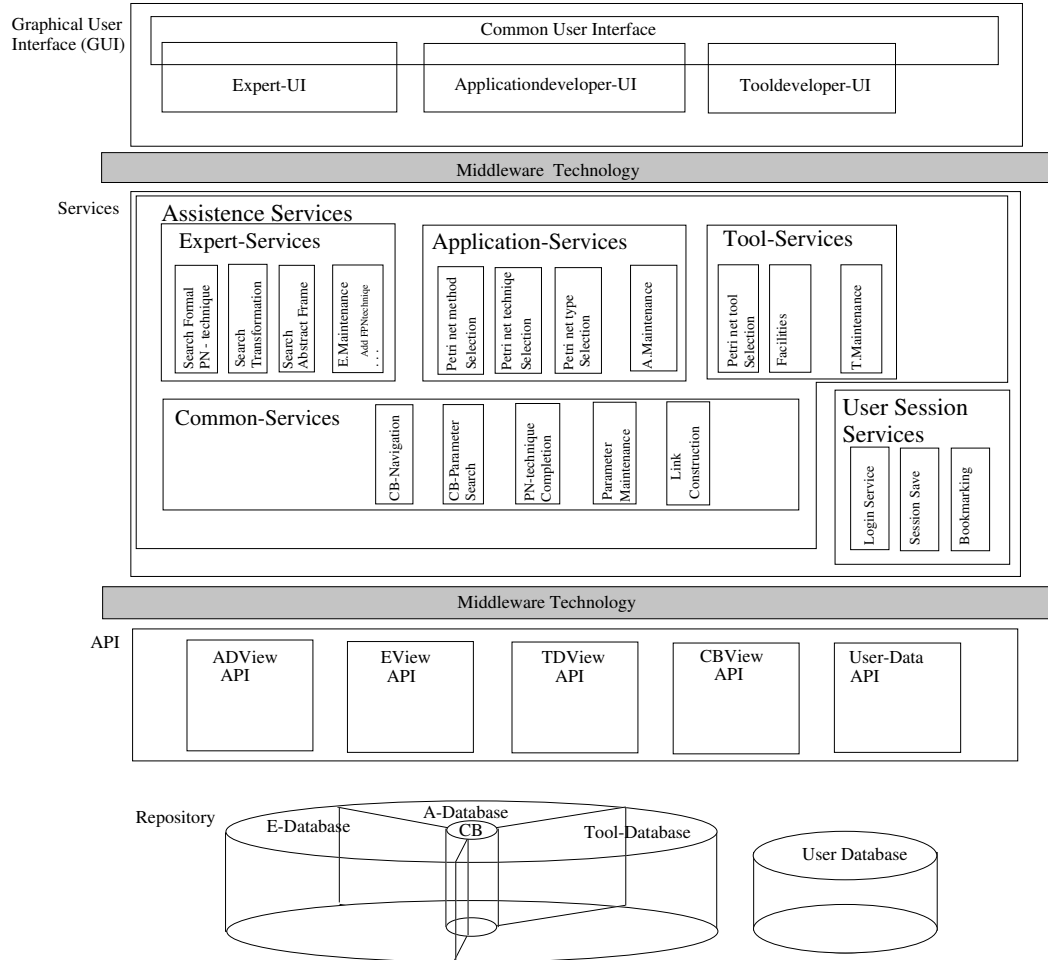 Graphical User
Interface (GUI)
Common User Interface
Expert-UI
Applicationdeveloper-UI
Tooldeveloper-UI
Middleware Technology
Services
Assistence Services
Expert-Services
Search Formal
PN - technique
Search
Transformation
Search
Abstract Frame
E.Maintenance
Add FPNtechniqe
. . .
Application-Services
Petri net method
Selection
Petri net techniqe
Selection
Petri net type
Selection
A.Maintenance
Tool-Services
Petri net tool
Selection
Facilities
T.Maintenance
Common-Services
CB-Navigation
CB-Parameter
Search
PN-technique
Completion
Parameter
Maintenance
Link
Construction
User Session
Services
Login Service
Session Save
Bookmarking
Middleware Technology
API
ADView
API
EView
API
TDView
API
CBView
API
User-Data
API
Repository
E-Database
A-Database
CB
Tool-Database
User Database